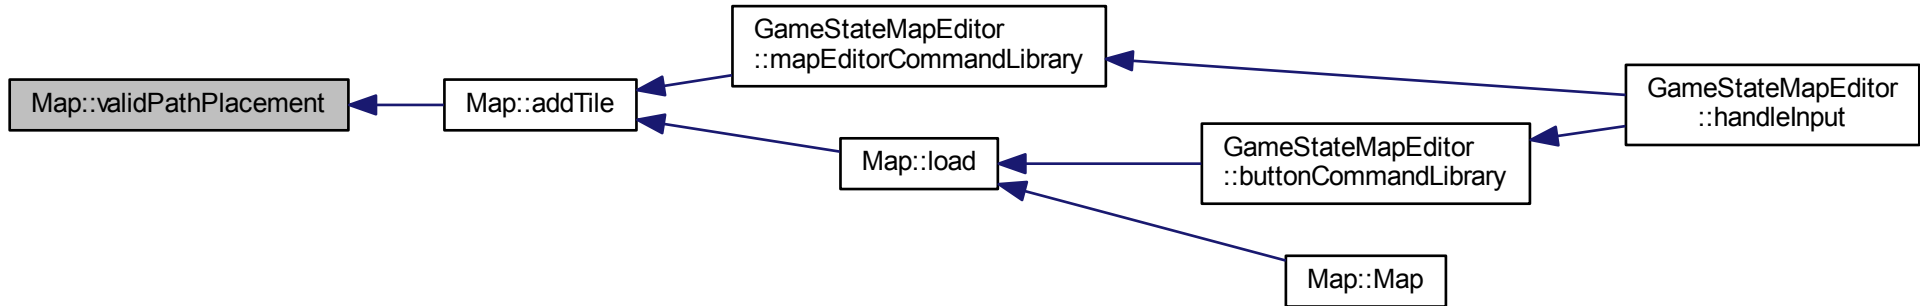 Map::validPathPlacement
Map::addTile
GameStateMapEditor
::mapEditorCommandLibrary
Map::load
GameStateMapEditor
::buttonCommandLibrary
Map::Map
GameStateMapEditor
::handleInput